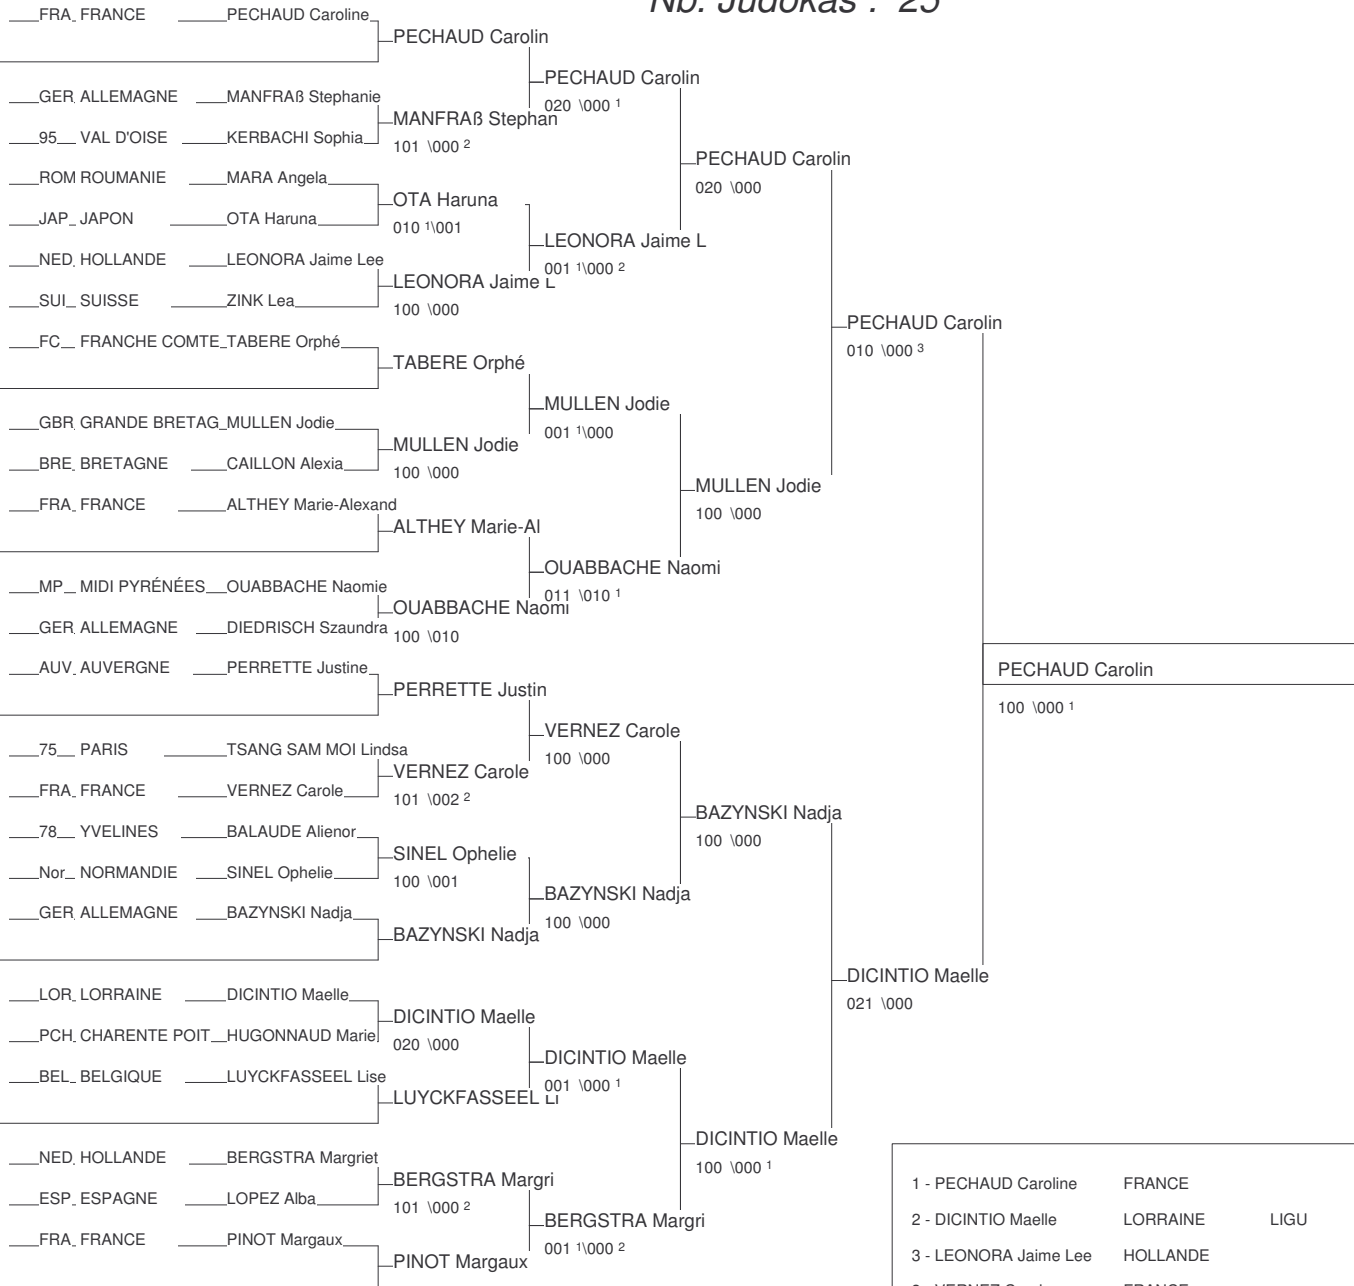 Nb. Judokas : 25
FRA FRANCE PECHAUD Caroline
PECHAUD Carolin
GER ALLEMAGNE MANFRAß Stephanie
95 VAL D'OISE KERBACHI Sophia
MANFRAß Stephan
101 \000 2
PECHAUD Carolin
020 \000 1
ROM ROUMANIE MARA Angela
JAP JAPON OTA Haruna
OTA Haruna
010 1\001
NED HOLLANDE LEONORA Jaime Lee
SUI SUISSE ZINK Lea
LEONORA Jaime L
100 \000
LEONORA Jaime L
001 1\000 2
PECHAUD Carolin
020 \000
FC FRANCHE COMTE TABERE Orphé
TABERE Orphé
GBR GRANDE BRETAG MULLEN Jodie
BRE BRETAGNE CAILLON Alexia
MULLEN Jodie
100 \000
MULLEN Jodie
001 1\000
FRA FRANCE ALTHEY Marie-Alexand
ALTHEY Marie-Al
MP MIDI PYRÉNÉES OUABBACHE Naomie
GER ALLEMAGNE DIEDRISCH Szaundra
OUABBACHE Naomi
100 \010
OUABBACHE Naomi
011 \010 1
MULLEN Jodie
100 \000
PECHAUD Carolin
010 \000 3
AUV AUVERGNE PERRETTE Justine
PERRETTE Justin
75 PARIS TSANG SAM MOI Lindsa
FRA FRANCE VERNEZ Carole
VERNEZ Carole
101 \002 2
VERNEZ Carole
100 \000
78 YVELINES BALAUDE Alienor
Nor NORMANDIE SINEL Ophelie
SINEL Ophelie
100 \001
GER ALLEMAGNE BAZYNSKI Nadja
BAZYNSKI Nadja
BAZYNSKI Nadja
100 \000
BAZYNSKI Nadja
100 \000
LOR LORRAINE DICINTIO Maelle
PCH CHARENTE POIT HUGONNAUD Marie
DICINTIO Maelle
020 \000
BEL BELGIQUE LUYCKFASSEEL Lise
LUYCKFASSEEL Li
DICINTIO Maelle
001 \000 1
NED HOLLANDE BERGSTRA Margriet
ESP ESPAGNE LOPEZ Alba
BERGSTRA Margri
101 \000 2
FRA FRANCE PINOT Margaux
PINOT Margaux
BERGSTRA Margri
001 1\000 2
DICINTIO Maelle
100 \000 1
DICINTIO Maelle
021 \000
PECHAUD Carolin
100 \000 1
1 - PECHAUD Caroline FRANCE
2 - DICINTIO Maelle LORRAINE LIGU
3 - LEONORA Jaime Lee HOLLANDE